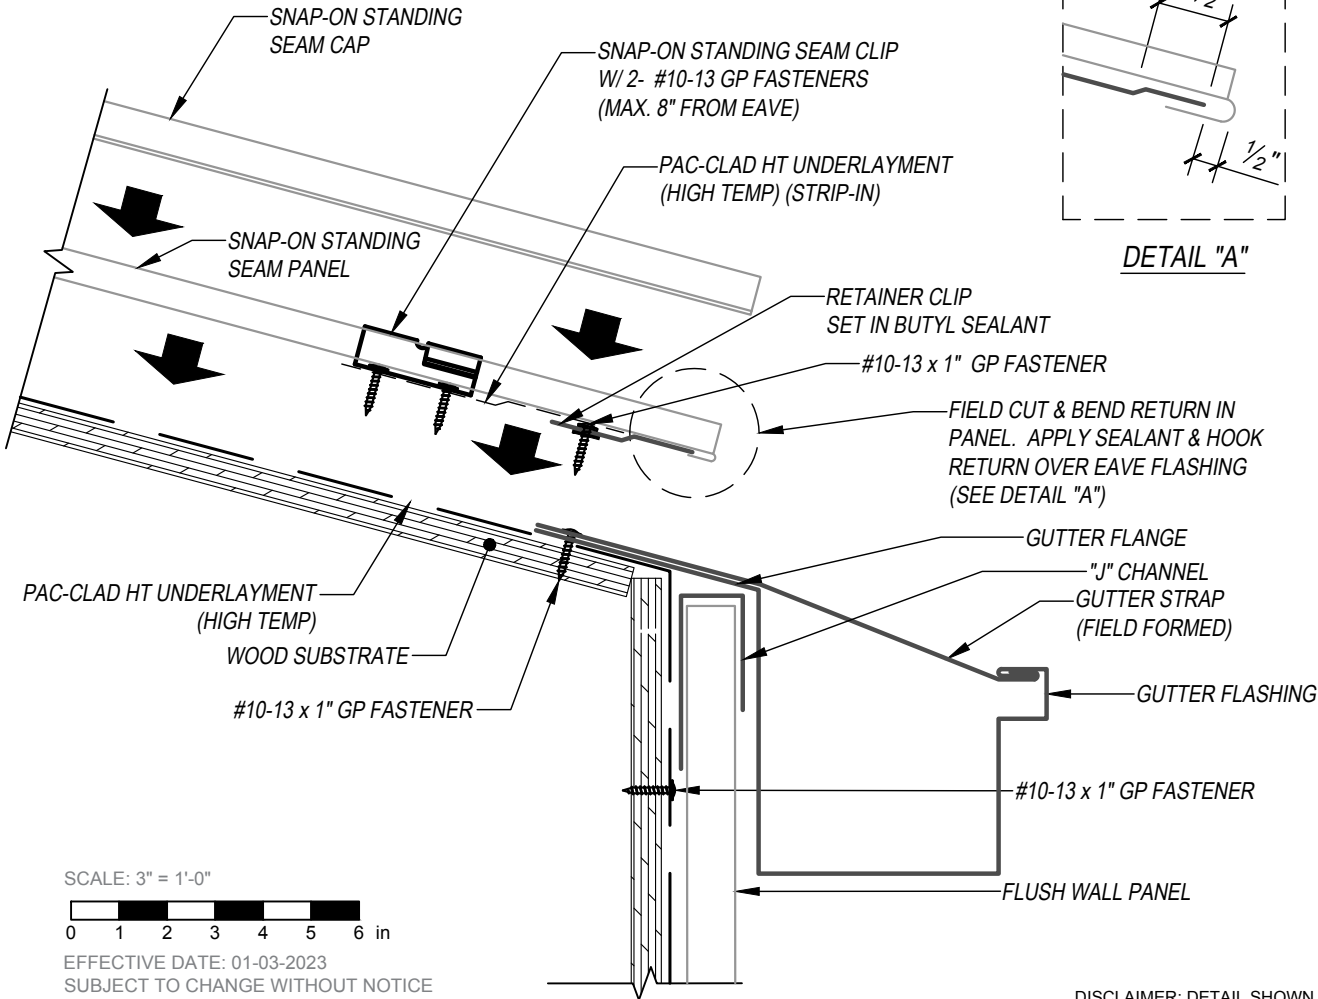 SNAP-ON STANDING
SEAM CAP
SNAP-ON STANDING SEAM CLIP
W/ 2- #10-13 GP FASTENERS
(MAX. 8" FROM EAVE)
PAC-CLAD HT UNDERLAYMENT
(HIGH TEMP) (STRIP-IN)
1/2"
DETAIL "A"
SNAP-ON STANDING
SEAM PANEL
RETAINER CLIP
SET IN BUTYL SEALANT
#10-13 x 1" GP FASTENER
FIELD CUT & BEND RETURN IN
PANEL. APPLY SEALANT & HOOK
RETURN OVER EAVE FLASHING
(SEE DETAIL "A")
GUTTER FLANGE
"J" CHANNEL
GUTTER STRAP
(FIELD FORMED)
GUTTER FLASHING
PAC-CLAD HT UNDERLAYMENT
(HIGH TEMP)
WOOD SUBSTRATE
#10-13 x 1" GP FASTENER
#10-13 x 1" GP FASTENER
FLUSH WALL PANEL
SCALE: 3" = 1'-0"
0 1 2 3 4 5 6 in
EFFECTIVE DATE: 01-03-2023
SUBJECT TO CHANGE WITHOUT NOTICE
DISCLAIMER: DETAIL SHOWN